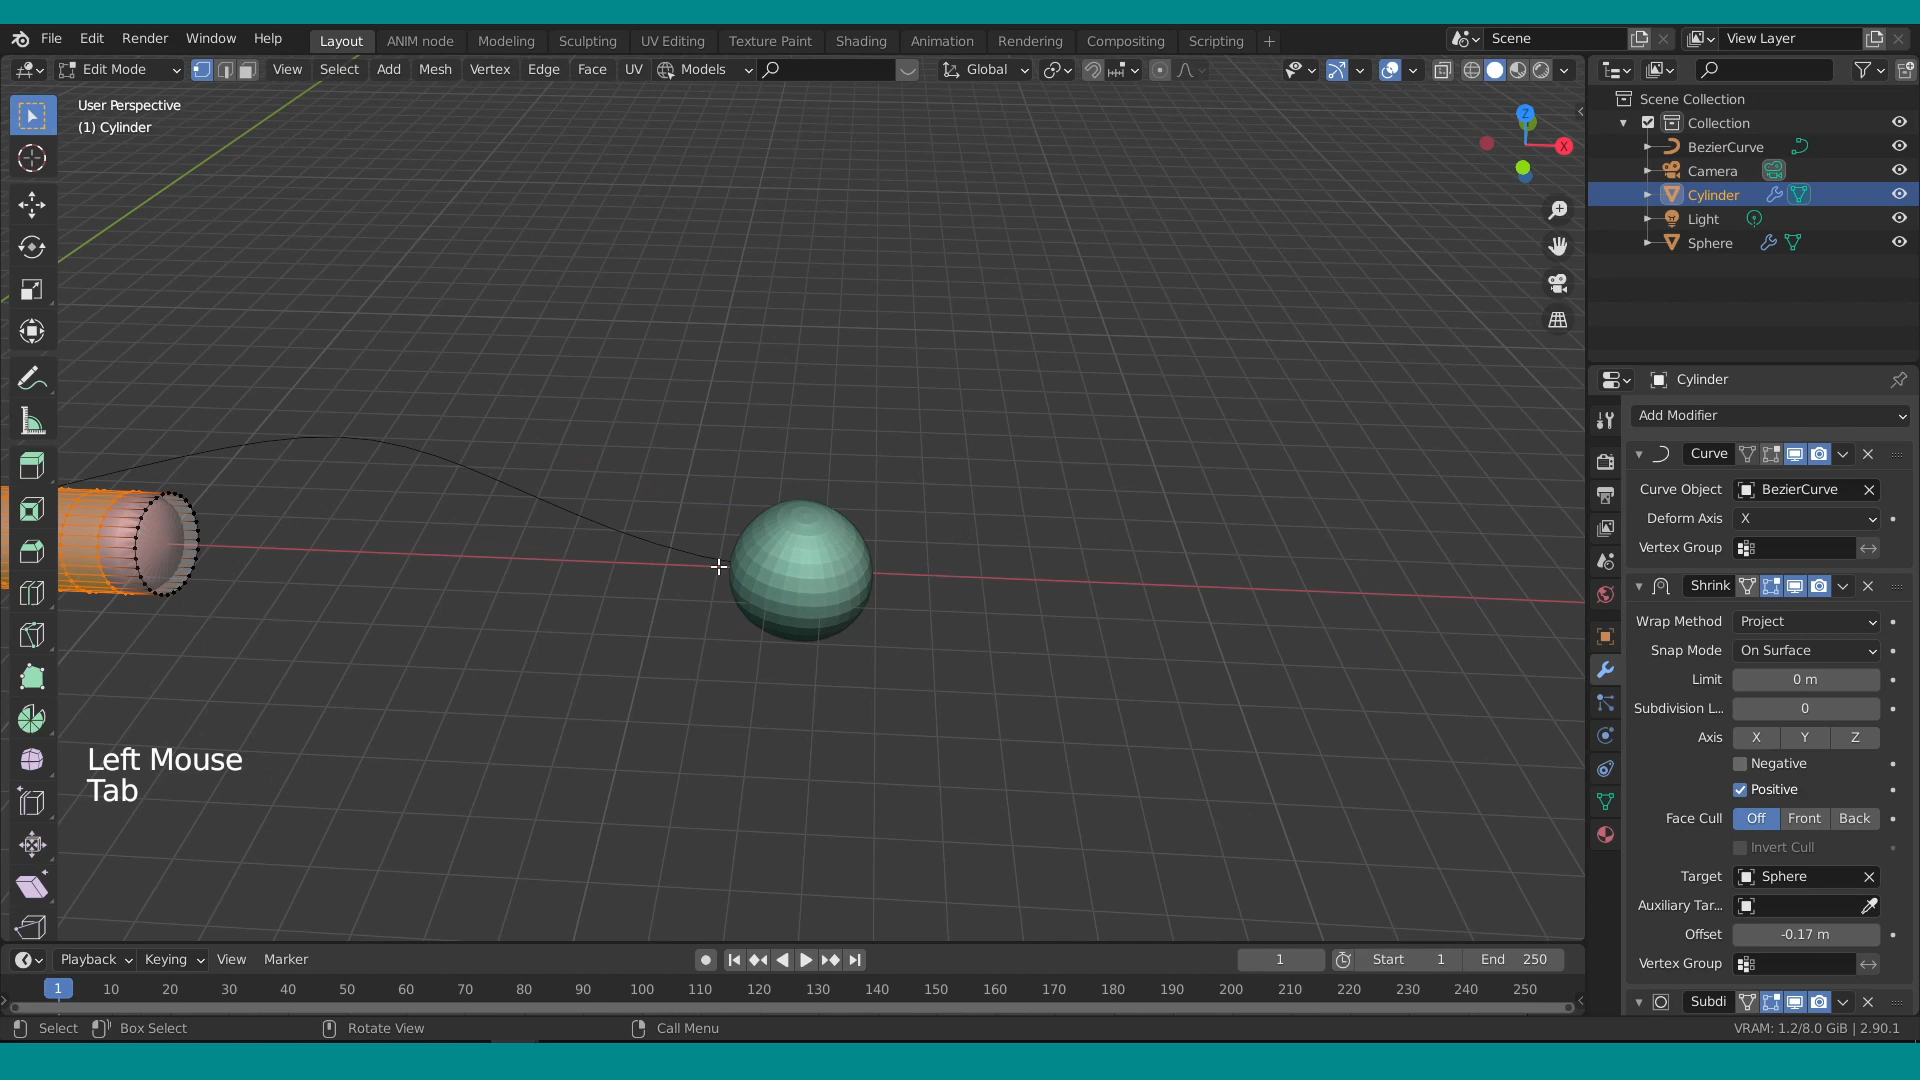 File Edit Render Window Help Layout ANIM node Modeling Sculpting UV Editing Texture Paint Shading Animation Rendering Compositing Scripting + Scene View Layer
Edit Mode View Select Add Mesh Vertex Edge Face UV Models Global
User Perspective
(1) Cylinder
Z
X
Left Mouse
Tab
Scene Collection
Collection
BezierCurve
Camera
Cylinder
Light
Sphere
Cylinder
Add Modifier
Curve
Curve Object BezierCurve
Deform Axis X
Vertex Group
Shrink
Wrap Method Project
Snap Mode On Surface
Limit 0 m
Subdivision L... 0
Axis X Y Z
Negative
Positive
Face Cull Off Front Back
Invert Cull
Target Sphere
Auxiliary Tar...
Offset -0.17 m
Vertex Group
Subdi
Playback Keying View Marker 1 Start 1 End 250
1 10 20 30 40 50 60 70 80 90 100 110 120 130 140 150 160 170 180 190 200 210 220 230 240 250
Select Box Select Rotate View Call Menu VRAM: 1.2/8.0 GiB | 2.90.1